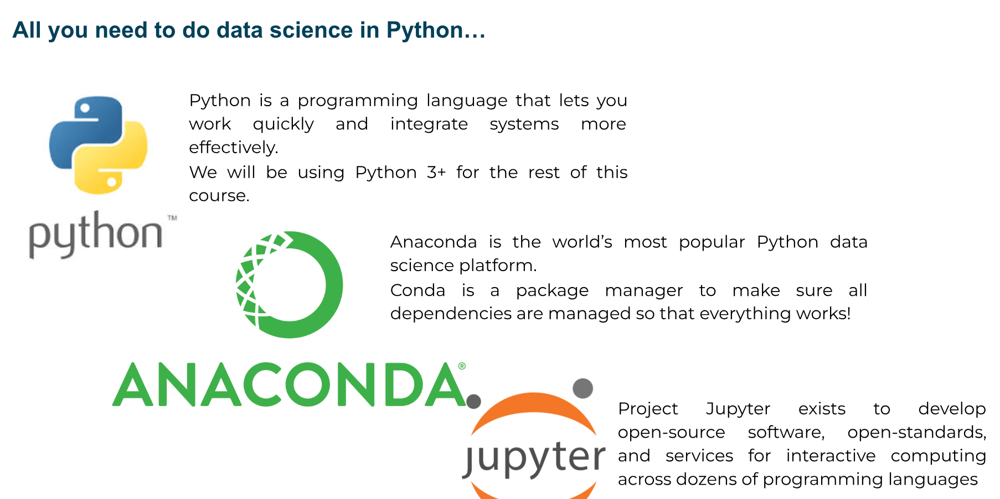 All you need to do data science in Python…
Python is a programming language that lets you
work quickly and integrate systems more
effectively.
We will be using Python 3+ for the rest of this
course.
python™
Anaconda is the world’s most popular Python data
science platform.
Conda is a package manager to make sure all
dependencies are managed so that everything works!
ANACONDA®
Project Jupyter exists to develop
open-source software, open-standards,
and services for interactive computing
across dozens of programming languages
jupyter